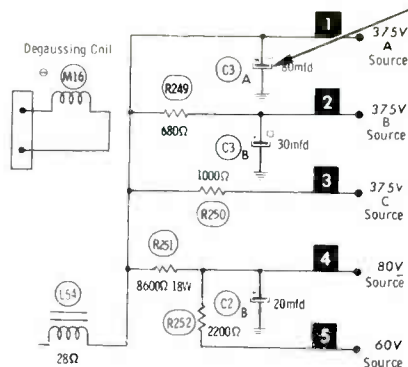 1
375V
A
Source
Degaussing Coil
M16
C3 A
80mfd
R249
680Ω
2
375V
B
Source
C3 B
30mfd
1000Ω
R250
3
375V
C
Source
R251
8600Ω 18W
4
80V
Source
C2 B
20mfd
R252
2200Ω
5
60V
Source
L54
28Ω